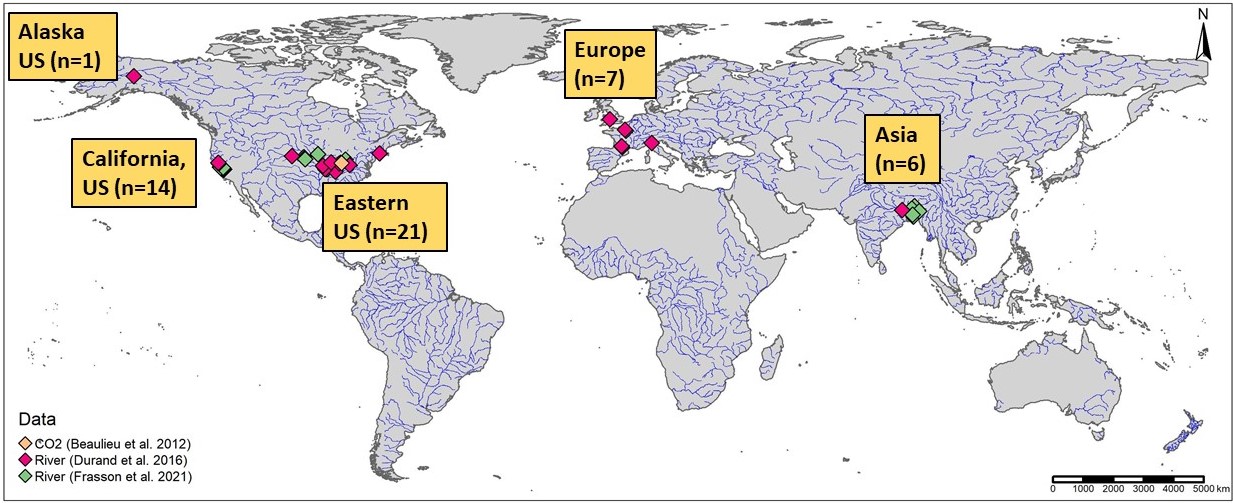 Alaska
US (n=1)
N
Europe
(n=7)
Asia
(n=6)
California,
US (n=14)
Eastern
US (n=21)
Data
CO2 (Beaulieu et al. 2012)
River (Durand et al. 2016)
River (Frasson et al. 2021)
0 1000 2000 3000 4000 5000 km